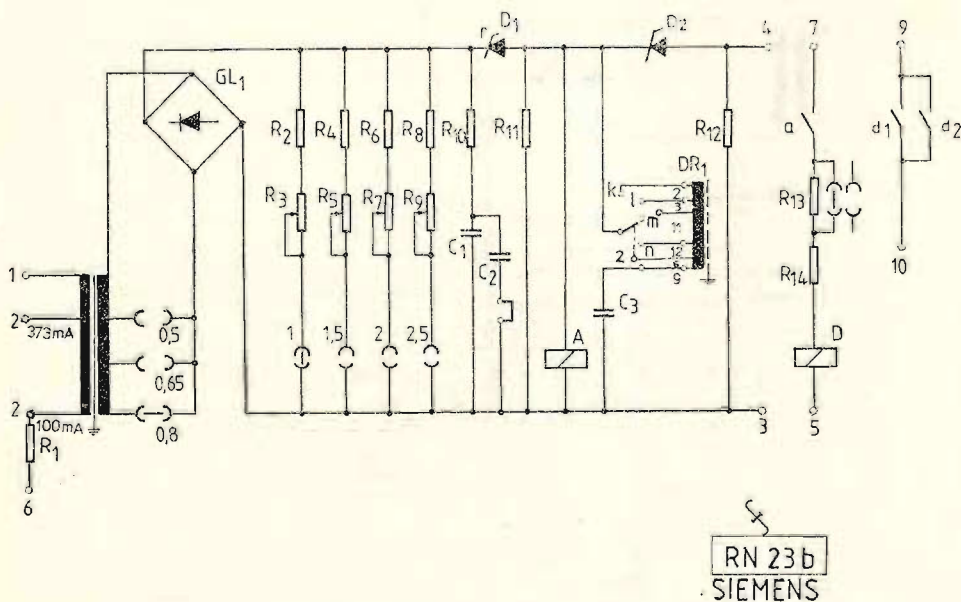 D1
D2
r
4
7
9
GL1
R2
R4
R6
R8
R10
R11
R12
a
d1
d2
DR1
k
l
2
3
m
11
n
12
2
6
9
R3
R5
R7
R9
R13
C1
C2
C3
R14
10
1
2
373mA
0,5
0,65
2
100mA
0,8
R1
6
1
1,5
2
2,5
A
D
3
5
RN 23b
SIEMENS